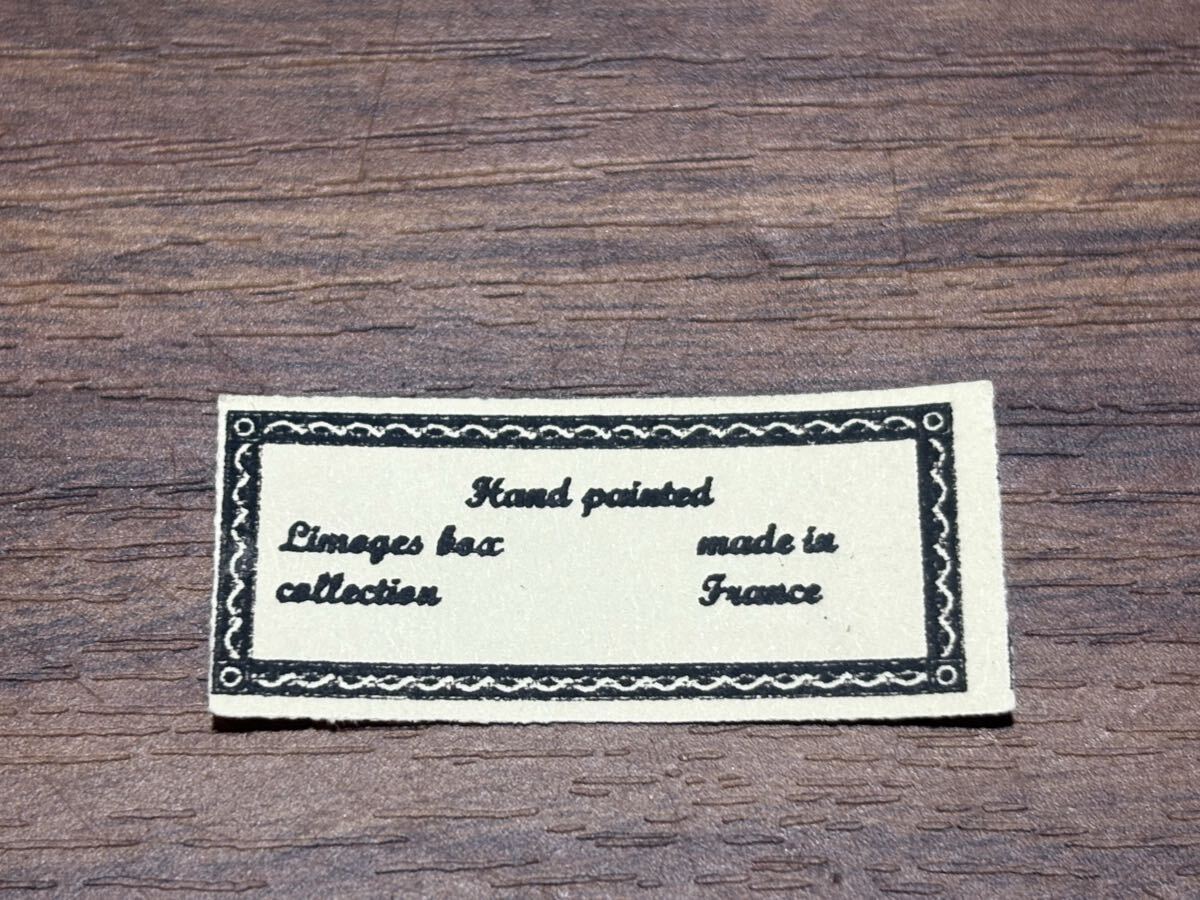 Hand painted
Limoges box made in
collection France